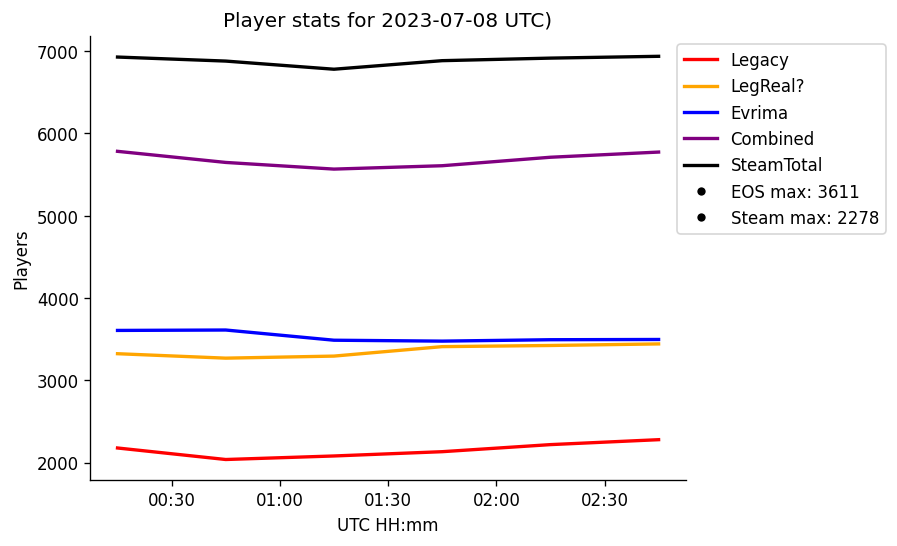 Player stats for 2023-07-08 UTC)
7000
6000
5000
4000
3000
2000
Players
00:30
01:00
01:30
02:00
02:30
UTC HH:mm
Legacy
LegReal?
Evrima
Combined
SteamTotal
EOS max: 3611
Steam max: 2278